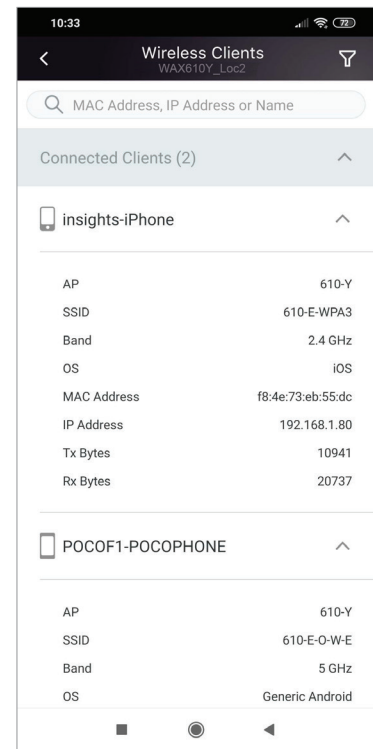 10:33
72
Wireless Clients
WAX610Y_Loc2
MAC Address, IP Address or Name
Connected Clients (2)
insights-iPhone
AP 610-Y
SSID 610-E-WPA3
Band 2.4 GHz
OS iOS
MAC Address f8:4e:73:eb:55:dc
IP Address 192.168.1.80
Tx Bytes 10941
Rx Bytes 20737
POCOF1-POCOPHONE
AP 610-Y
SSID 610-E-O-W-E
Band 5 GHz
OS Generic Android